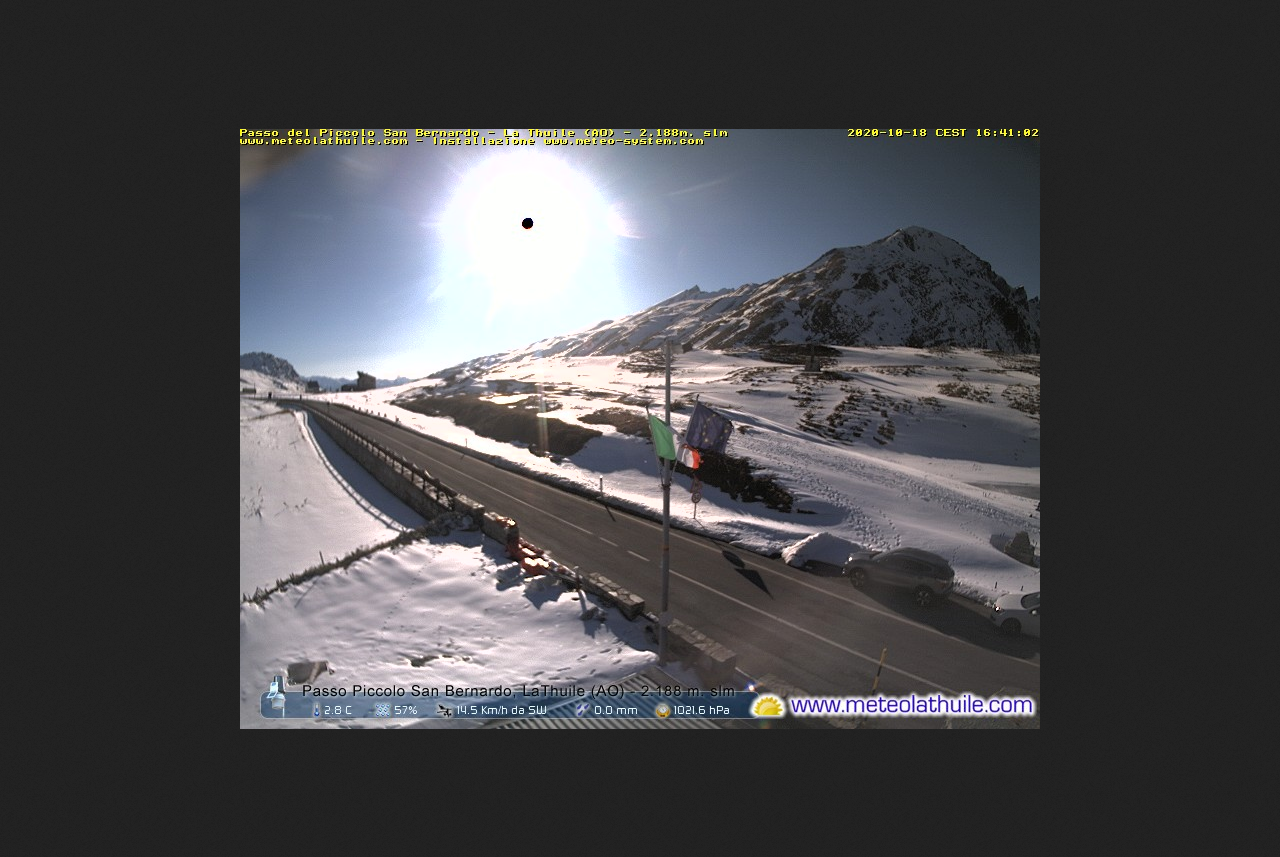 Passo del Piccolo San Bernardo - La Thuile (AO) - 2.188m. slm 2020-10-18 CEST 16:41:02
www.meteolathuile.com - Installazione www.meteo-system.com
Passo Piccolo San Bernardo, LaThuile (AO) - 2.188 m. slm
2.8 C 57% 14.5 Km/h da SW 0.0 mm 1021.6 hPa
www.meteolathuile.com